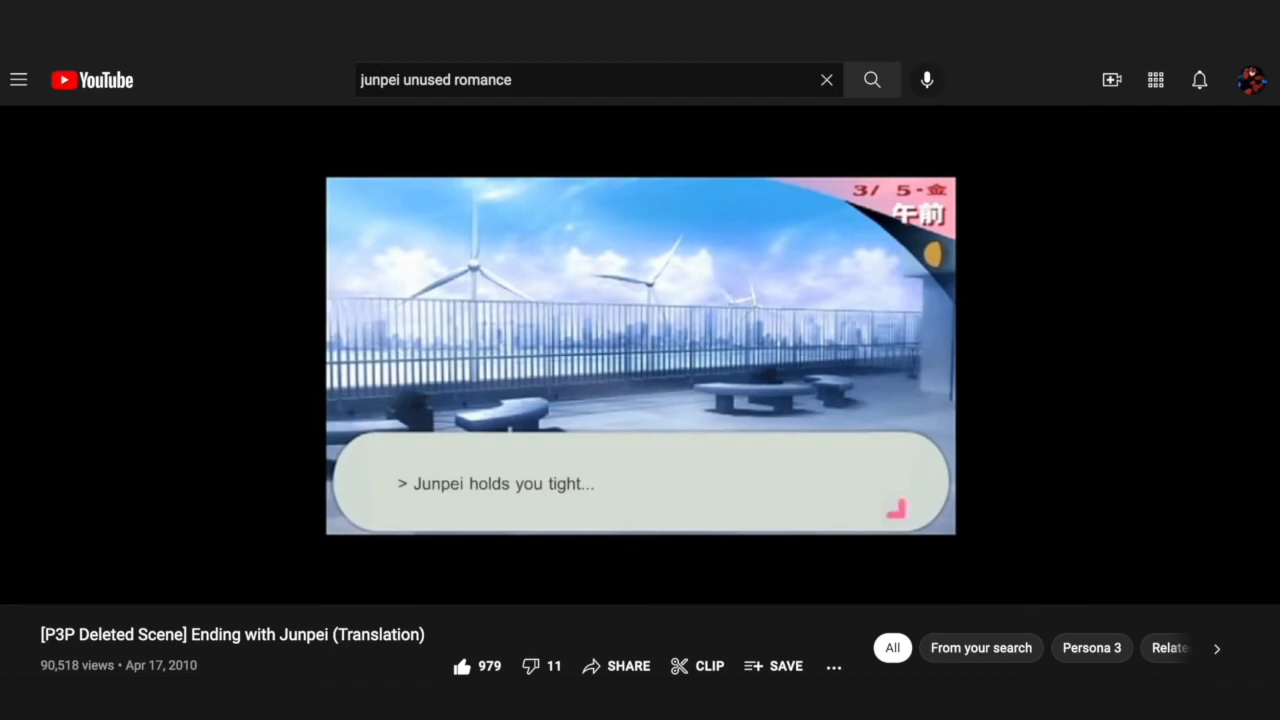 YouTube
junpei unused romance
3/ 5・金
午前
> Junpei holds you tight...
[P3P Deleted Scene] Ending with Junpei (Translation)
90,518 views • Apr 17, 2010
979
11
SHARE
CLIP
SAVE
All
From your search
Persona 3
Relate